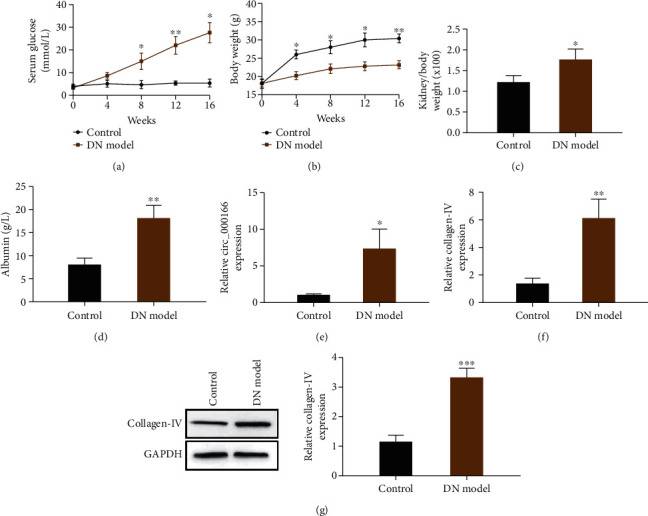 Serum glucose
(mmol/L)
40
30
20
10
0
*
**
*
0 4 8 12 16
Weeks
Control
DN model
(a)
Body weight (g)
35
30
25
20
15
*
*
*
**
0 4 8 12 16
Weeks
Control
DN model
(b)
Kidney/body
weight (x100)
2.5
2.0
1.5
1.0
0.5
0.0
*
Control DN model
(c)
Albumin (g/L)
25
20
15
10
5
0
**
Control DN model
(d)
Relative circ_000166
expression
15
10
5
0
*
Control DN model
(e)
Relative collagen-IV
expression
8
6
4
2
0
**
Control DN model
(f)
Control
DN model
Collagen-IV
GAPDH
Relative collagen-IV
expression
4
3
2
1
0
***
Control DN model
(g)